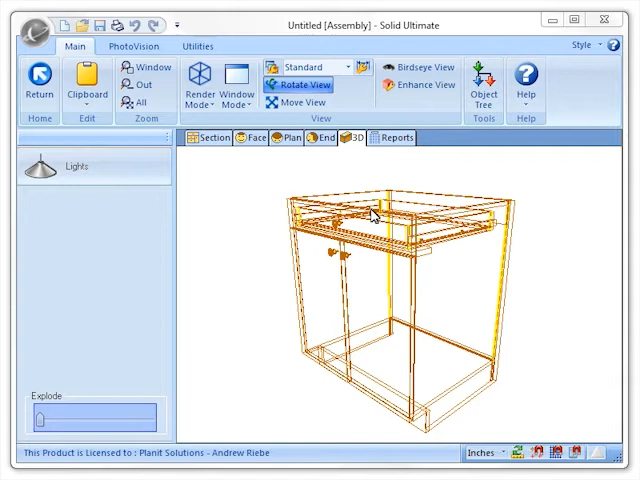 Untitled [Assembly] - Solid Ultimate
Main PhotoVision Utilities Style
Return
Home
Clipboard
Edit
Window
Out
All
Zoom
Render Mode
Window Mode
Standard
Rotate View
Move View
Birdseye View
Enhance View
View
Object Tree
Tools
Help
Help
Section Face Plan End 3D Reports
Lights
Explode
This Product is Licensed to : Planit Solutions - Andrew Riebe
Inches